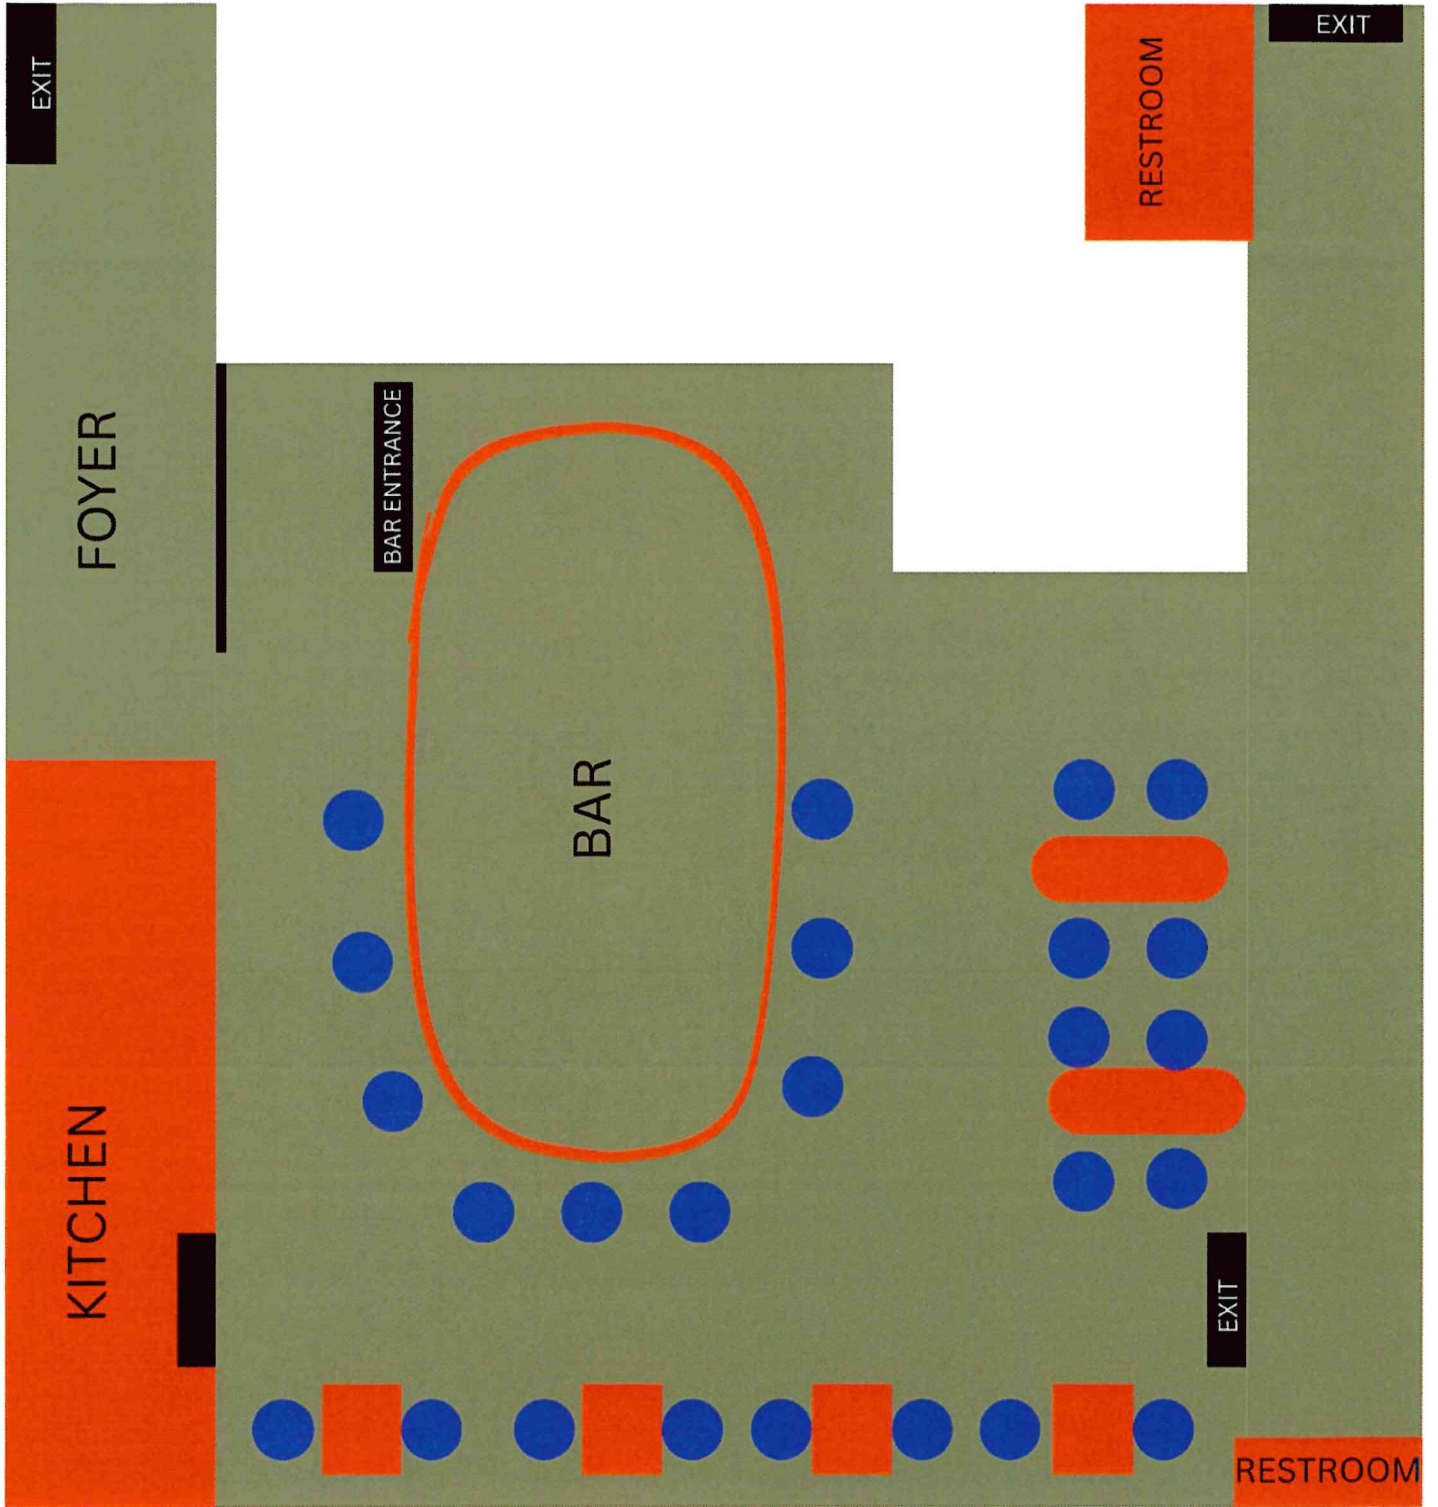 EXIT
EXIT
RESTROOM
FOYER
BAR ENTRANCE
BAR
KITCHEN
EXIT
RESTROOM